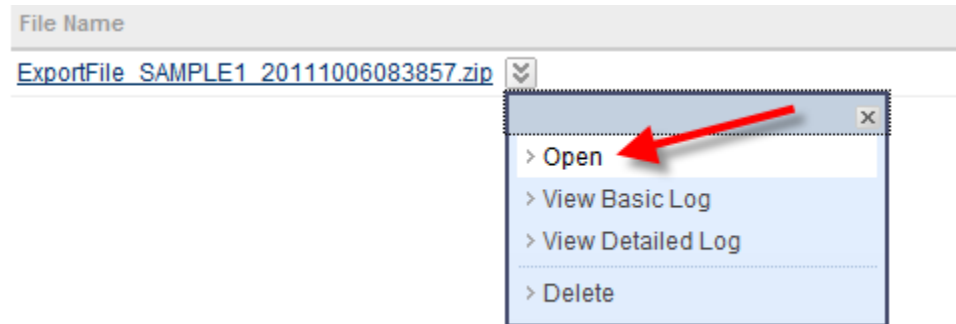 File Name
ExportFile_SAMPLE1_20111006083857.zip
> Open
> View Basic Log
> View Detailed Log
> Delete